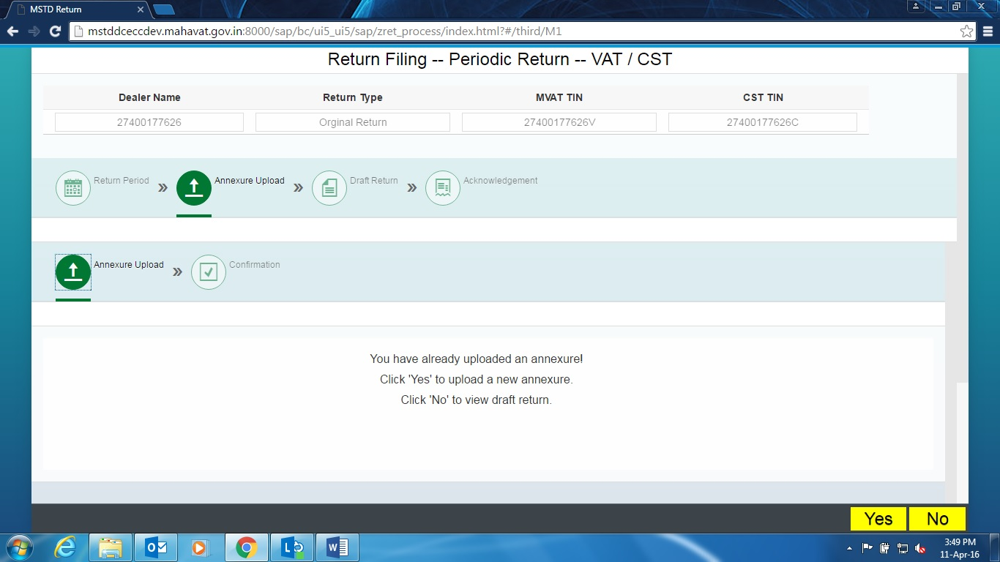 MSTD Return
mstddceccdev.mahavat.gov.in:8000/sap/bc/ui5_ui5/sap/zret_process/index.html?#/third/M1
Return Filing -- Periodic Return -- VAT / CST
Dealer Name Return Type MVAT TIN CST TIN
27400177626 Orginal Return 27400177626V 27400177626C
Return Period » Annexure Upload » Draft Return » Acknowledgement
Annexure Upload » Confirmation
You have already uploaded an annexure!
Click 'Yes' to upload a new annexure.
Click 'No' to view draft return.
Yes No
3:49 PM
11-Apr-16